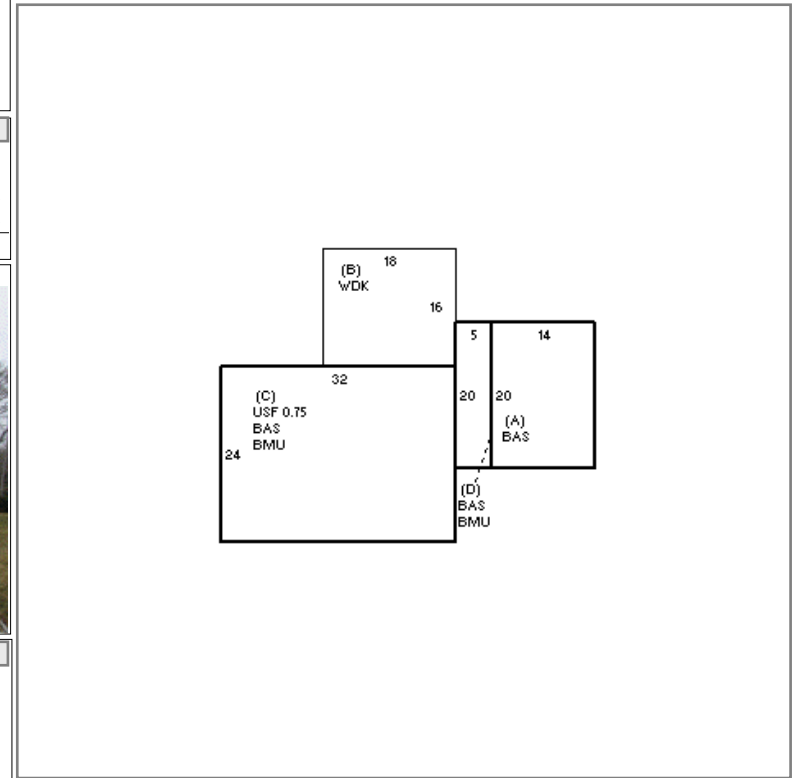 18
(B)
WDK
16
5
14
32
(C)
USF 0.75
BAS
BMU
24
20
20
(A)
BAS
(D)
BAS
BMU